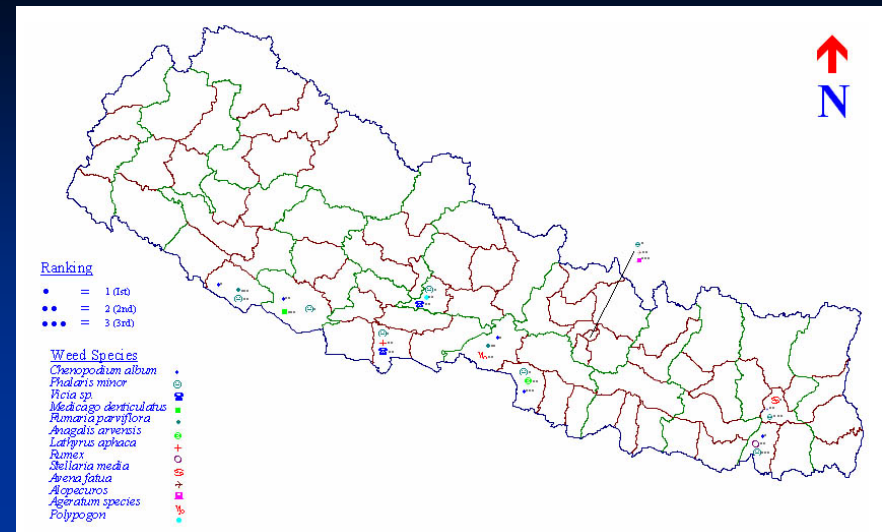 N
Ranking
• = 1 (1st)
•• = 2 (2nd)
••• = 3 (3rd)
Weed Species
Chenopodium album
Phalaris minor
Vicia sp.
Medicago denticulatus
Fumaria parviflora
Anagalis arvensis
Lathyrus aphaca
Rumex
Stellaria media
Avena fatua
Alopecuros
Ageratum species
Polypogon